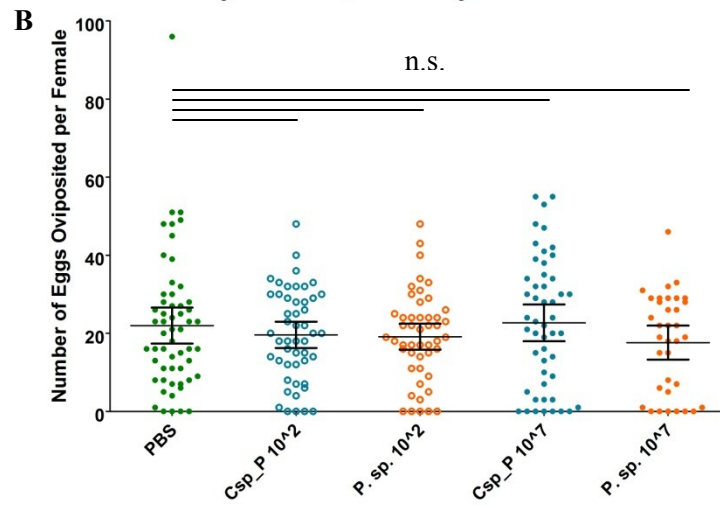 B
Number of Eggs Oviposited per Female
100
80
60
40
20
0
n.s.
PBS
Csp_P 10^2
P. sp. 10^2
Csp_P 10^7
P. sp. 10^7